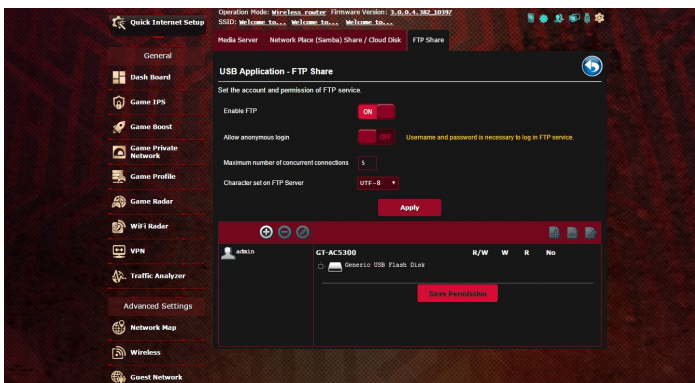 Quick Internet Setup
General
Dash Board
Game IPS
Game Boost
Game Private
Network
Game Profile
Game Radar
WiFi Radar
VPN
Traffic Analyzer
Advanced Settings
Network Map
Wireless
Guest Network
Operation Mode: Wireless router Firmware Version: 3.0.0.4.382_10397
SSID: Welcome to... Welcome to... Welcome to...
Media Server Network Place (Samba) Share / Cloud Disk FTP Share
USB Application - FTP
Share
Set the account and permission of FTP service.
Enable FTP ON
Allow anonymous login OFF Username and password is necessary to log in FTP service.
Maximum number of concurrent connections 5
Character set on FTP Server UTF-8
Apply
admin
GT-AC5300 R/W W R No
Generic USB Flash Disk
Save Permission